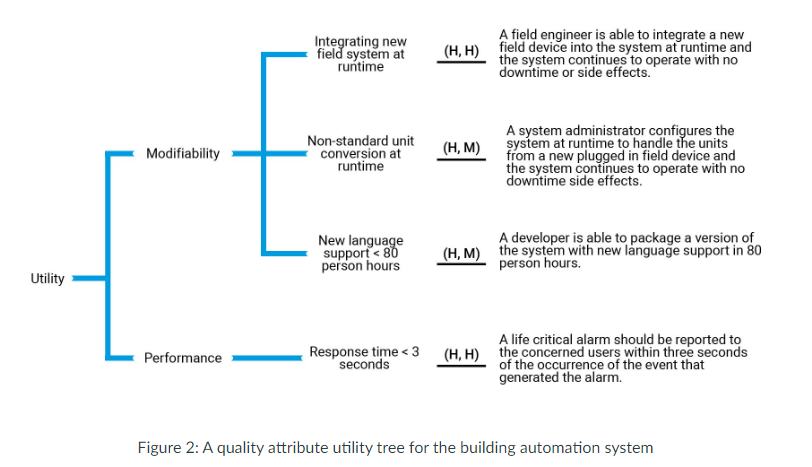 Utility
Modifiability
Integrating new
field system at
runtime
(H, H)
A field engineer is able to integrate a new
field device into the system at runtime and
the system continues to operate with no
downtime or side effects.
Non-standard unit
conversion at
runtime
(H, M)
A system administrator configures the
system at runtime to handle the units
from a new plugged in field device and
the system continues to operate with no
downtime side effects.
New language
support < 80
person hours
(H, M)
A developer is able to package a version of
the system with new language support in 80
person hours.
Performance
Response time < 3
seconds
(H, H)
A life critical alarm should be reported to
the concerned users within three seconds
of the occurrence of the event that
generated the alarm.
Figure 2: A quality attribute utility tree for the building automation system